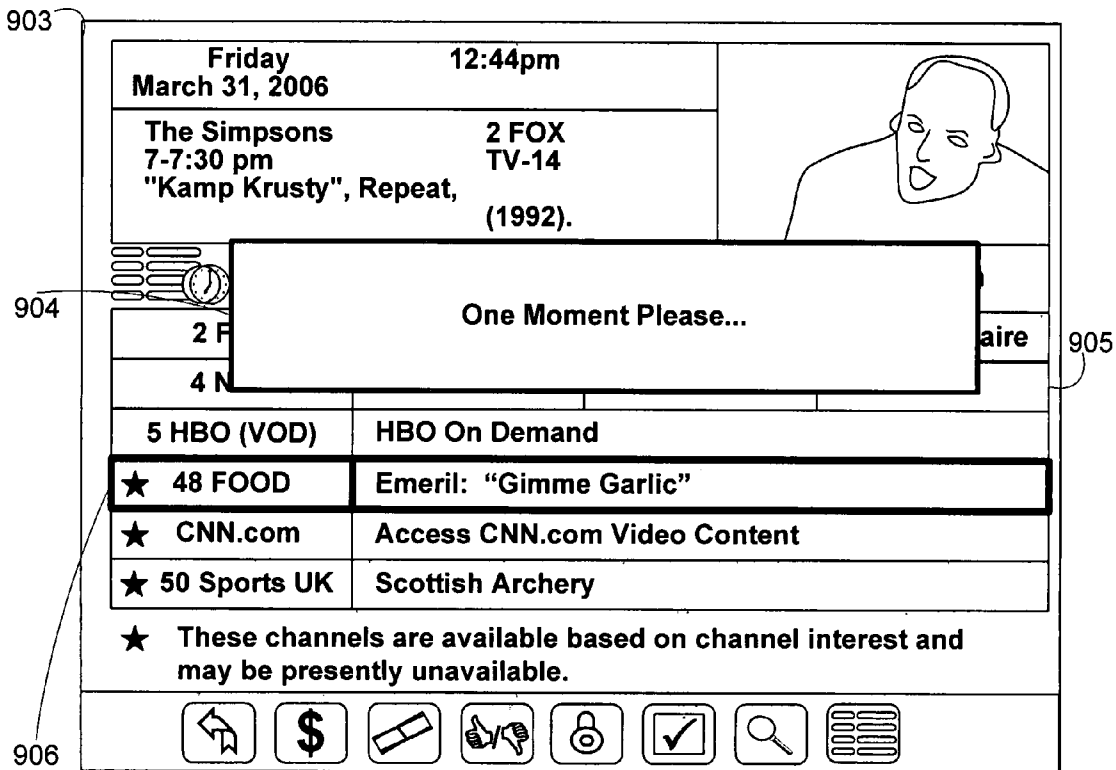 903
Friday 12:44pm
March 31, 2006
The Simpsons 2 FOX
7-7:30 pm TV-14
"Kamp Krusty", Repeat,
(1992).
904
One Moment Please...
2 F aire
905
4 N
5 HBO (VOD) HBO On Demand
★ 48 FOOD Emeril: “Gimme Garlic”
★ CNN.com Access CNN.com Video Content
★ 50 Sports UK Scottish Archery
★ These channels are available based on channel interest and
may be presently unavailable.
$
906